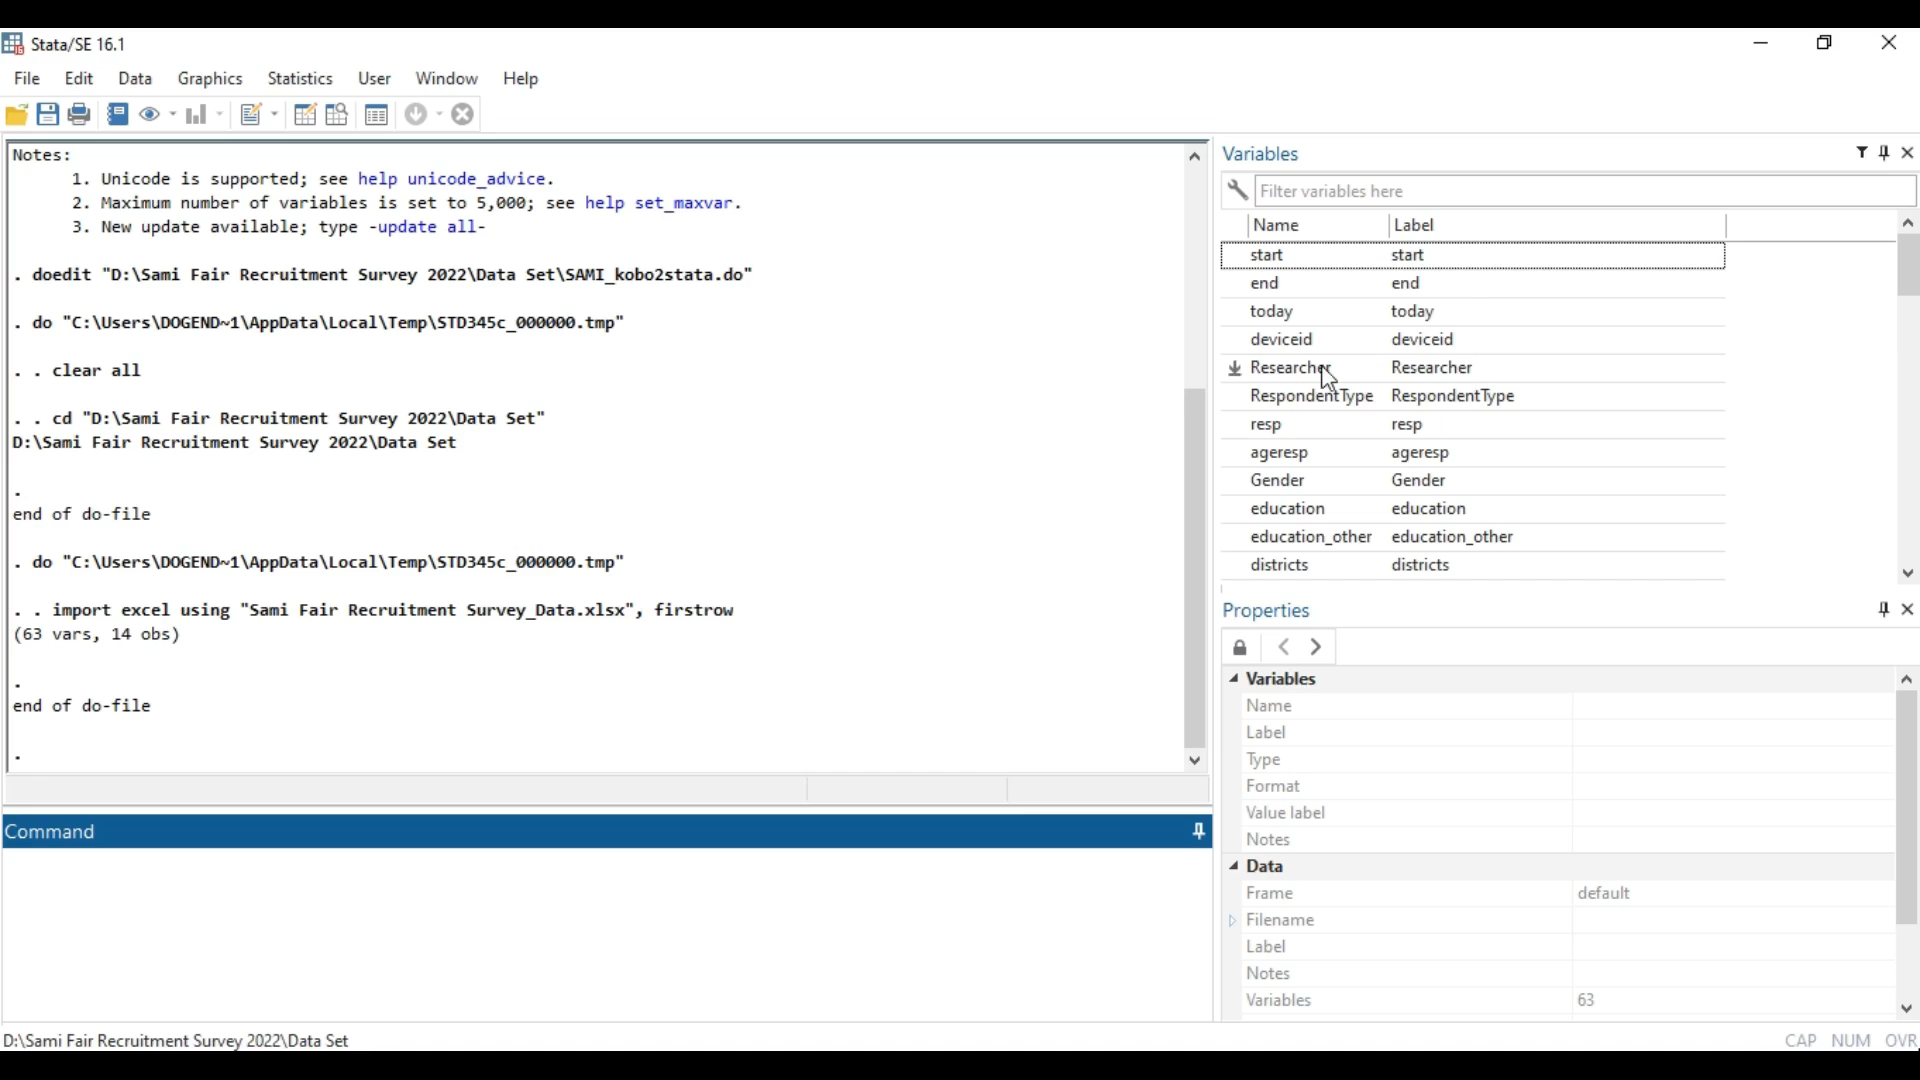 Stata/SE 16.1
File Edit Data Graphics Statistics User Window Help
Notes:
1. Unicode is supported; see help unicode_advice.
2. Maximum number of variables is set to 5,000; see help set_maxvar.
3. New update available; type -update all-
. doedit "D:\Sami Fair Recruitment Survey 2022\Data Set\SAMI_kobo2stata.do"
. do "C:\Users\DOGEND~1\AppData\Local\Temp\STD345c_000000.tmp"
. . clear all
. . cd "D:\Sami Fair Recruitment Survey 2022\Data Set"
D:\Sami Fair Recruitment Survey 2022\Data Set
.
end of do-file
. do "C:\Users\DOGEND~1\AppData\Local\Temp\STD345c_000000.tmp"
. . import excel using "Sami Fair Recruitment Survey_Data.xlsx", firstrow
(63 vars, 14 obs)
.
end of do-file
.
Command
Variables
Filter variables here
Name Label
start start
end end
today today
deviceid deviceid
Researcher Researcher
RespondentType RespondentType
resp resp
ageresp ageresp
Gender Gender
education education
education_other education_other
districts districts
Properties
Variables
Name
Label
Type
Format
Value label
Notes
Data
Frame default
Filename
Label
Notes
Variables 63
D:\Sami Fair Recruitment Survey 2022\Data Set
CAP NUM OVR